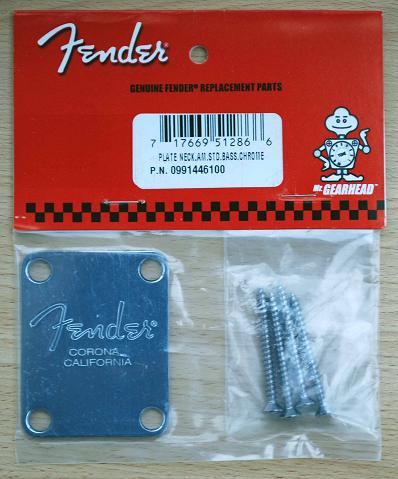 Fender
GENUINE FENDER® REPLACEMENT PARTS
7 17669 51286 6
PLATE NECK,AM.STD.BASS,CHROME
P.N. 0991446100
Mr. GEARHEAD™
Fender
CORONA,
CALIFORNIA